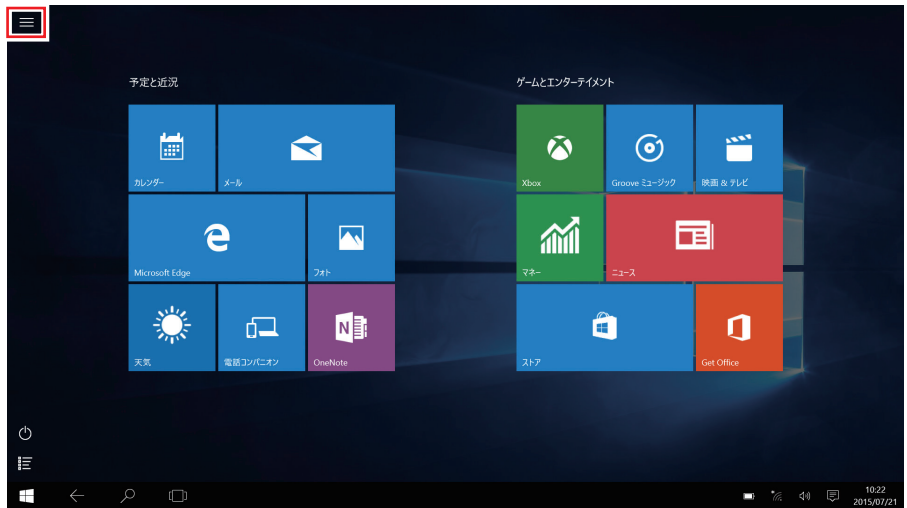 予定と近況
ゲームとエンターテイメント
カレンダー
メール
Xbox
Groove ミュージック
映画 & テレビ
Microsoft Edge
フォト
マネー
ニュース
天気
電話コンパニオン
OneNote
ストア
Get Office
10:22
2015/07/21